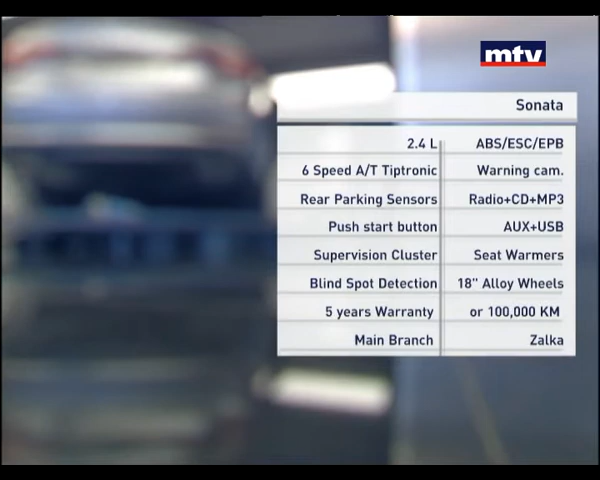 mtv
Sonata
2.4 L ABS/ESC/EPB
6 Speed A/T Tiptronic Warning cam.
Rear Parking Sensors Radio+CD+MP3
Push start button AUX+USB
Supervision Cluster Seat Warmers
Blind Spot Detection 18" Alloy Wheels
5 years Warranty or 100,000 KM
Main Branch Zalka